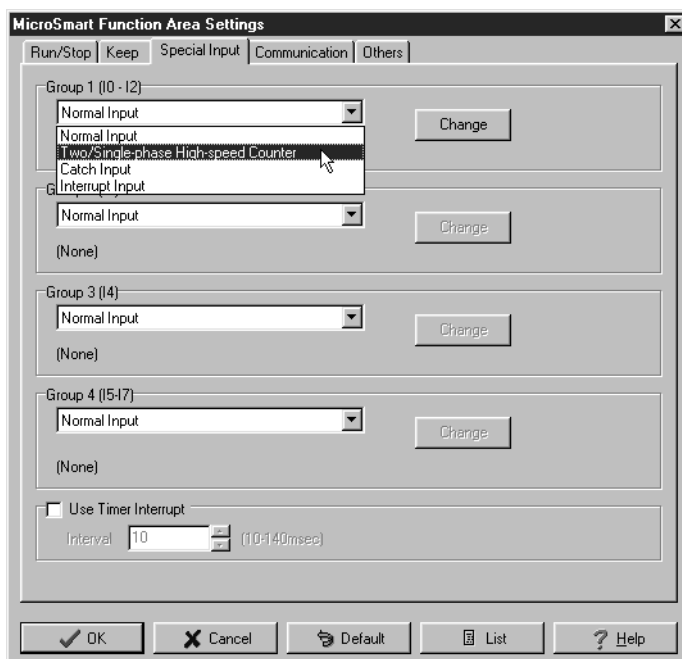 MicroSmart Function Area Settings
Run/Stop Keep Special Input Communication Others
Group 1 (I0 - I2)
Normal Input
Change
Normal Input
Two/Single-phase High-speed Counter
Catch Input
Interrupt Input
Normal Input
Change
(None)
Group 3 (I4)
Normal Input
Change
(None)
Group 4 (I5-I7)
Normal Input
Change
(None)
Use Timer Interrupt
Interval 10 (10-140msec)
OK Cancel Default List Help